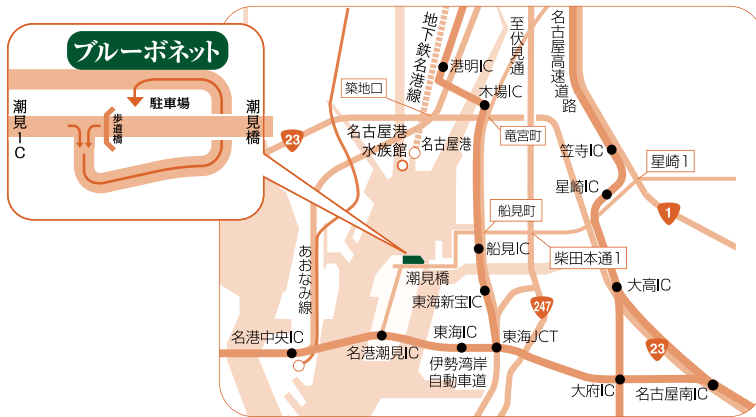 ブルーボネット
駐車場
潮見IC
歩道橋
潮見橋
地下鉄名港線
至伏見通
名古屋高速道路
港明IC
木場IC
築地口
23
名古屋港
水族館
名古屋港
竜宮町
笠寺IC
星崎1
星崎IC
1
船見町
船見IC
柴田本通1
あおなみ線
潮見橋
東海新宝IC
247
大高IC
名港中央IC
名港潮見IC
東海IC
東海JCT
伊勢湾岸
自動車道
23
大府IC
名古屋南IC